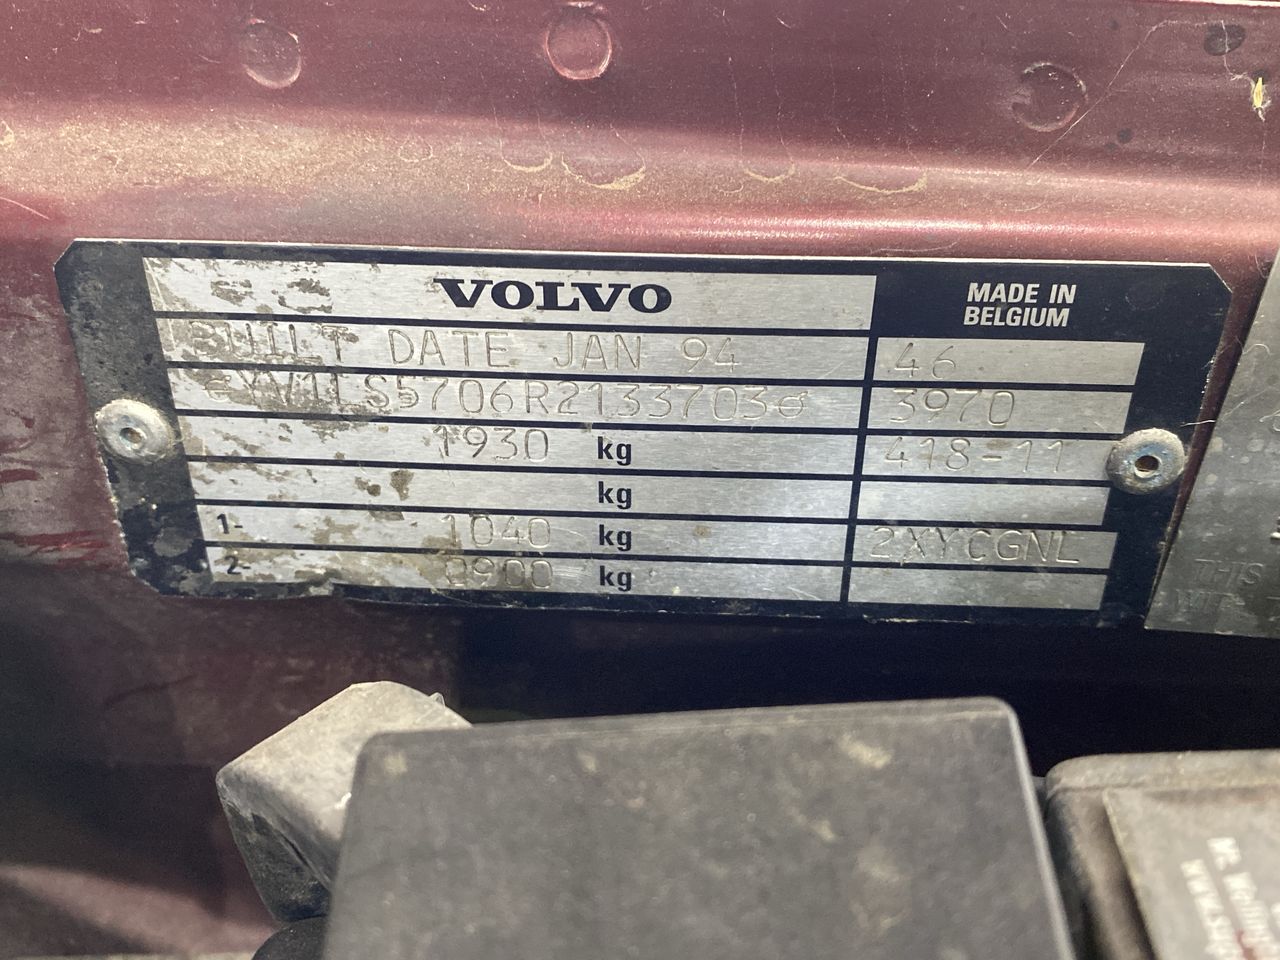 VOLVO
MADE IN
BELGIUM
BUILT DATE JAN 94
46
YV1LS5706R2133703
3970
1930 kg
418-11
kg
1- 1040 kg
2XYCGNL
2- 0900 kg
THIS